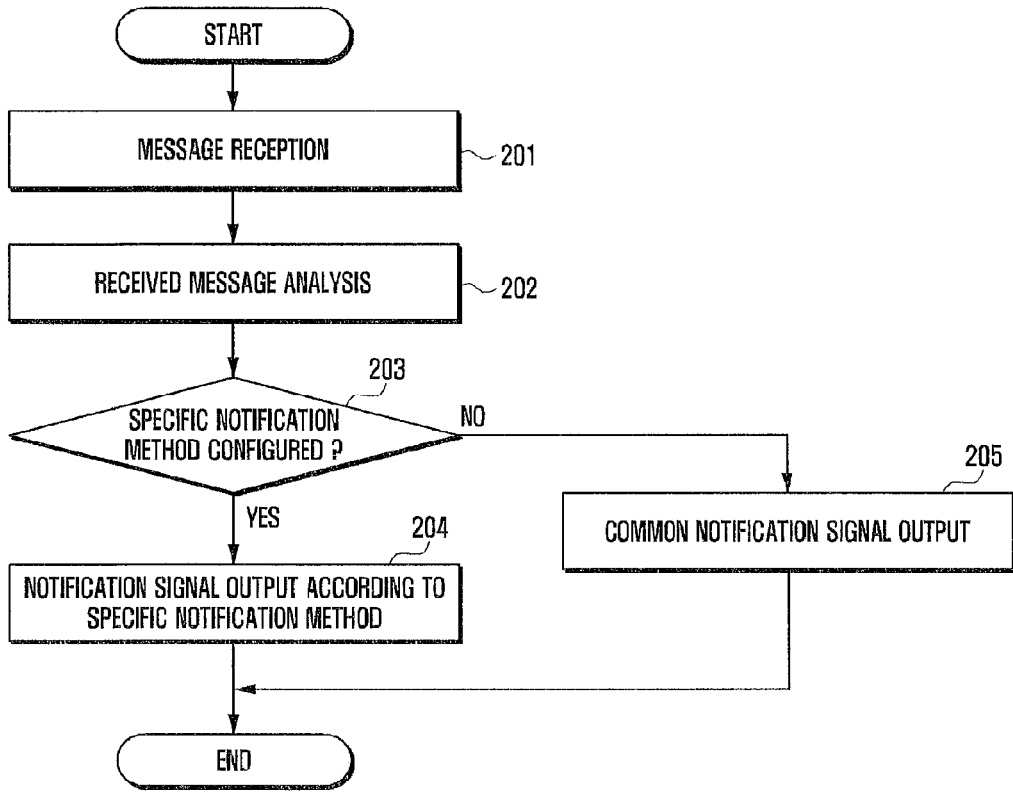 START
MESSAGE RECEPTION
201
RECEIVED MESSAGE ANALYSIS
202
203
SPECIFIC NOTIFICATION
METHOD CONFIGURED ?
NO
YES
204
205
COMMON NOTIFICATION SIGNAL OUTPUT
NOTIFICATION SIGNAL OUTPUT ACCORDING TO
SPECIFIC NOTIFICATION METHOD
END